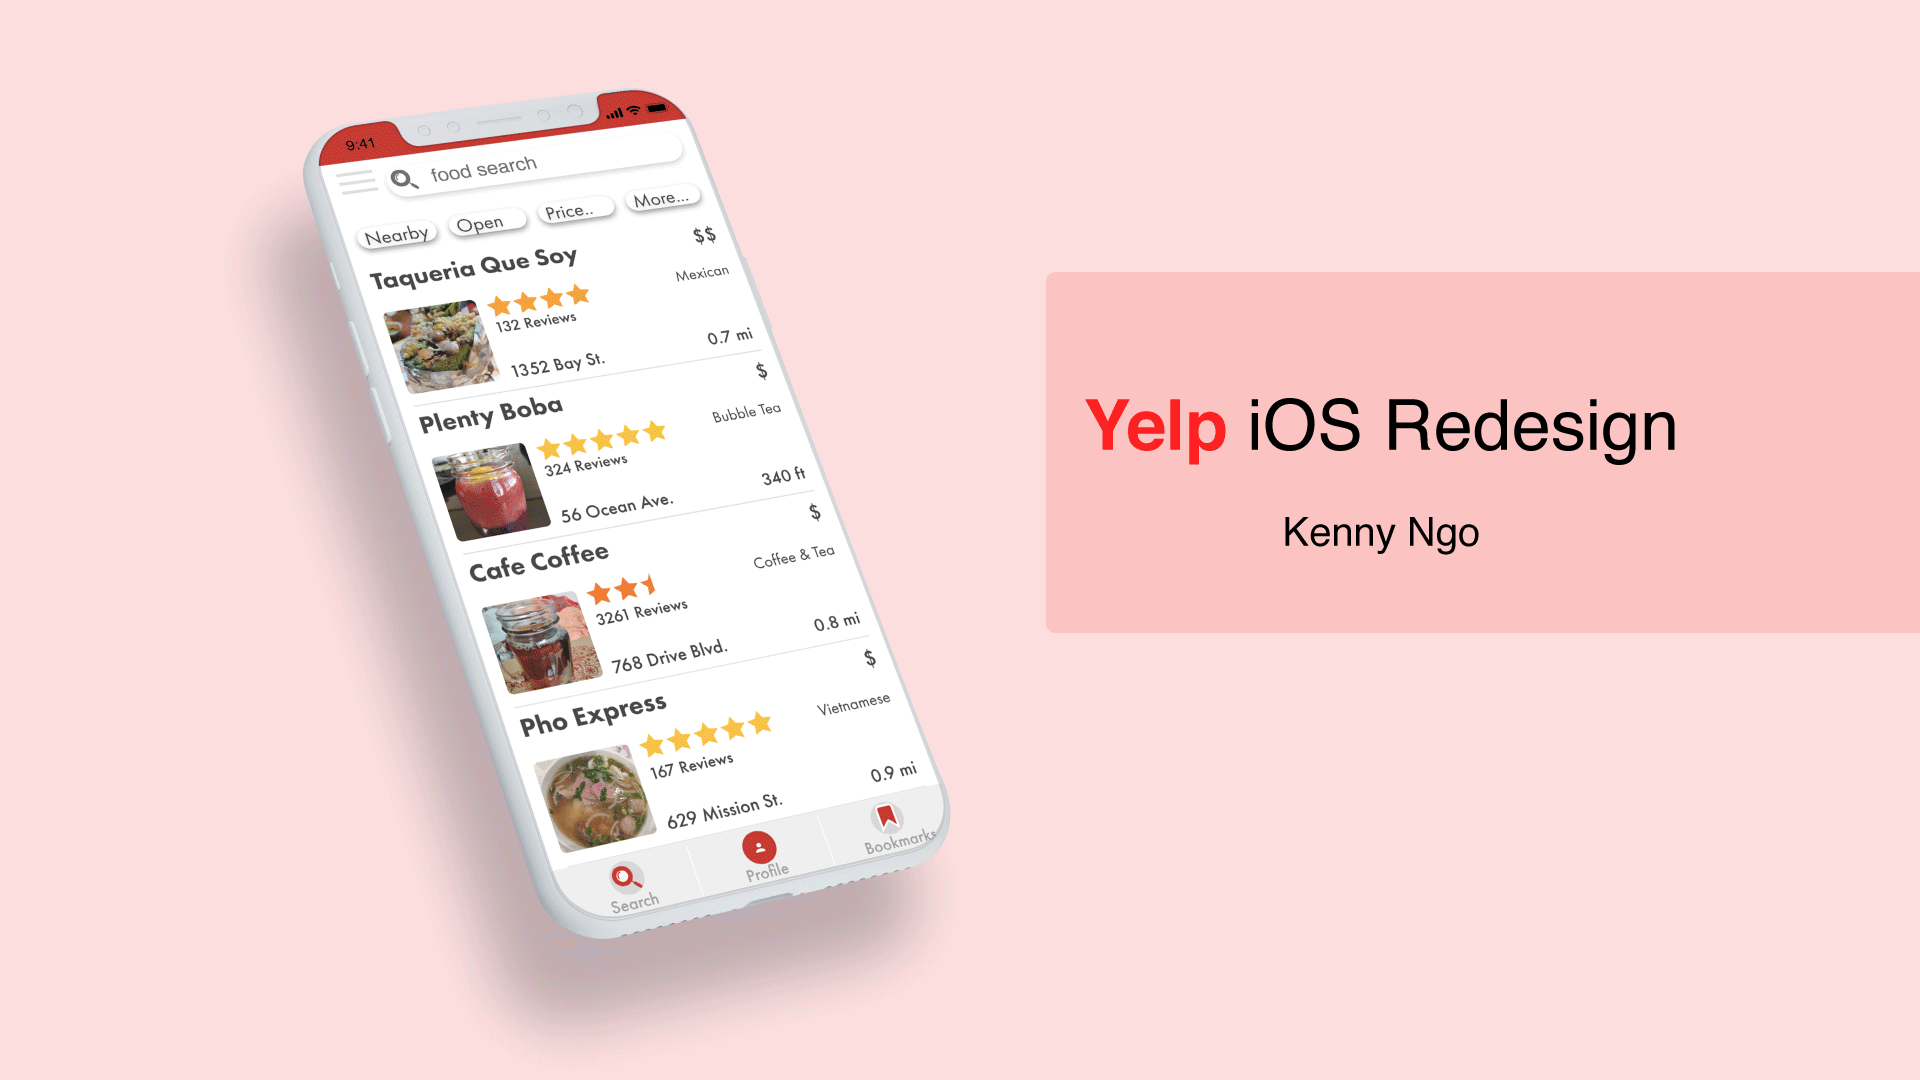 9:41
food search
Nearby
Open
Price..
More...
Taqueria Que Soy
$$
132 Reviews
Mexican
1352 Bay St.
0.7 mi
Plenty Boba
$
324 Reviews
Bubble Tea
56 Ocean Ave.
340 ft
Cafe Coffee
$
3261 Reviews
Coffee & Tea
768 Drive Blvd.
0.8 mi
Pho Express
$
167 Reviews
Vietnamese
629 Mission St.
0.9 mi
Search
Profile
Bookmarks
Yelp iOS Redesign
Kenny Ngo